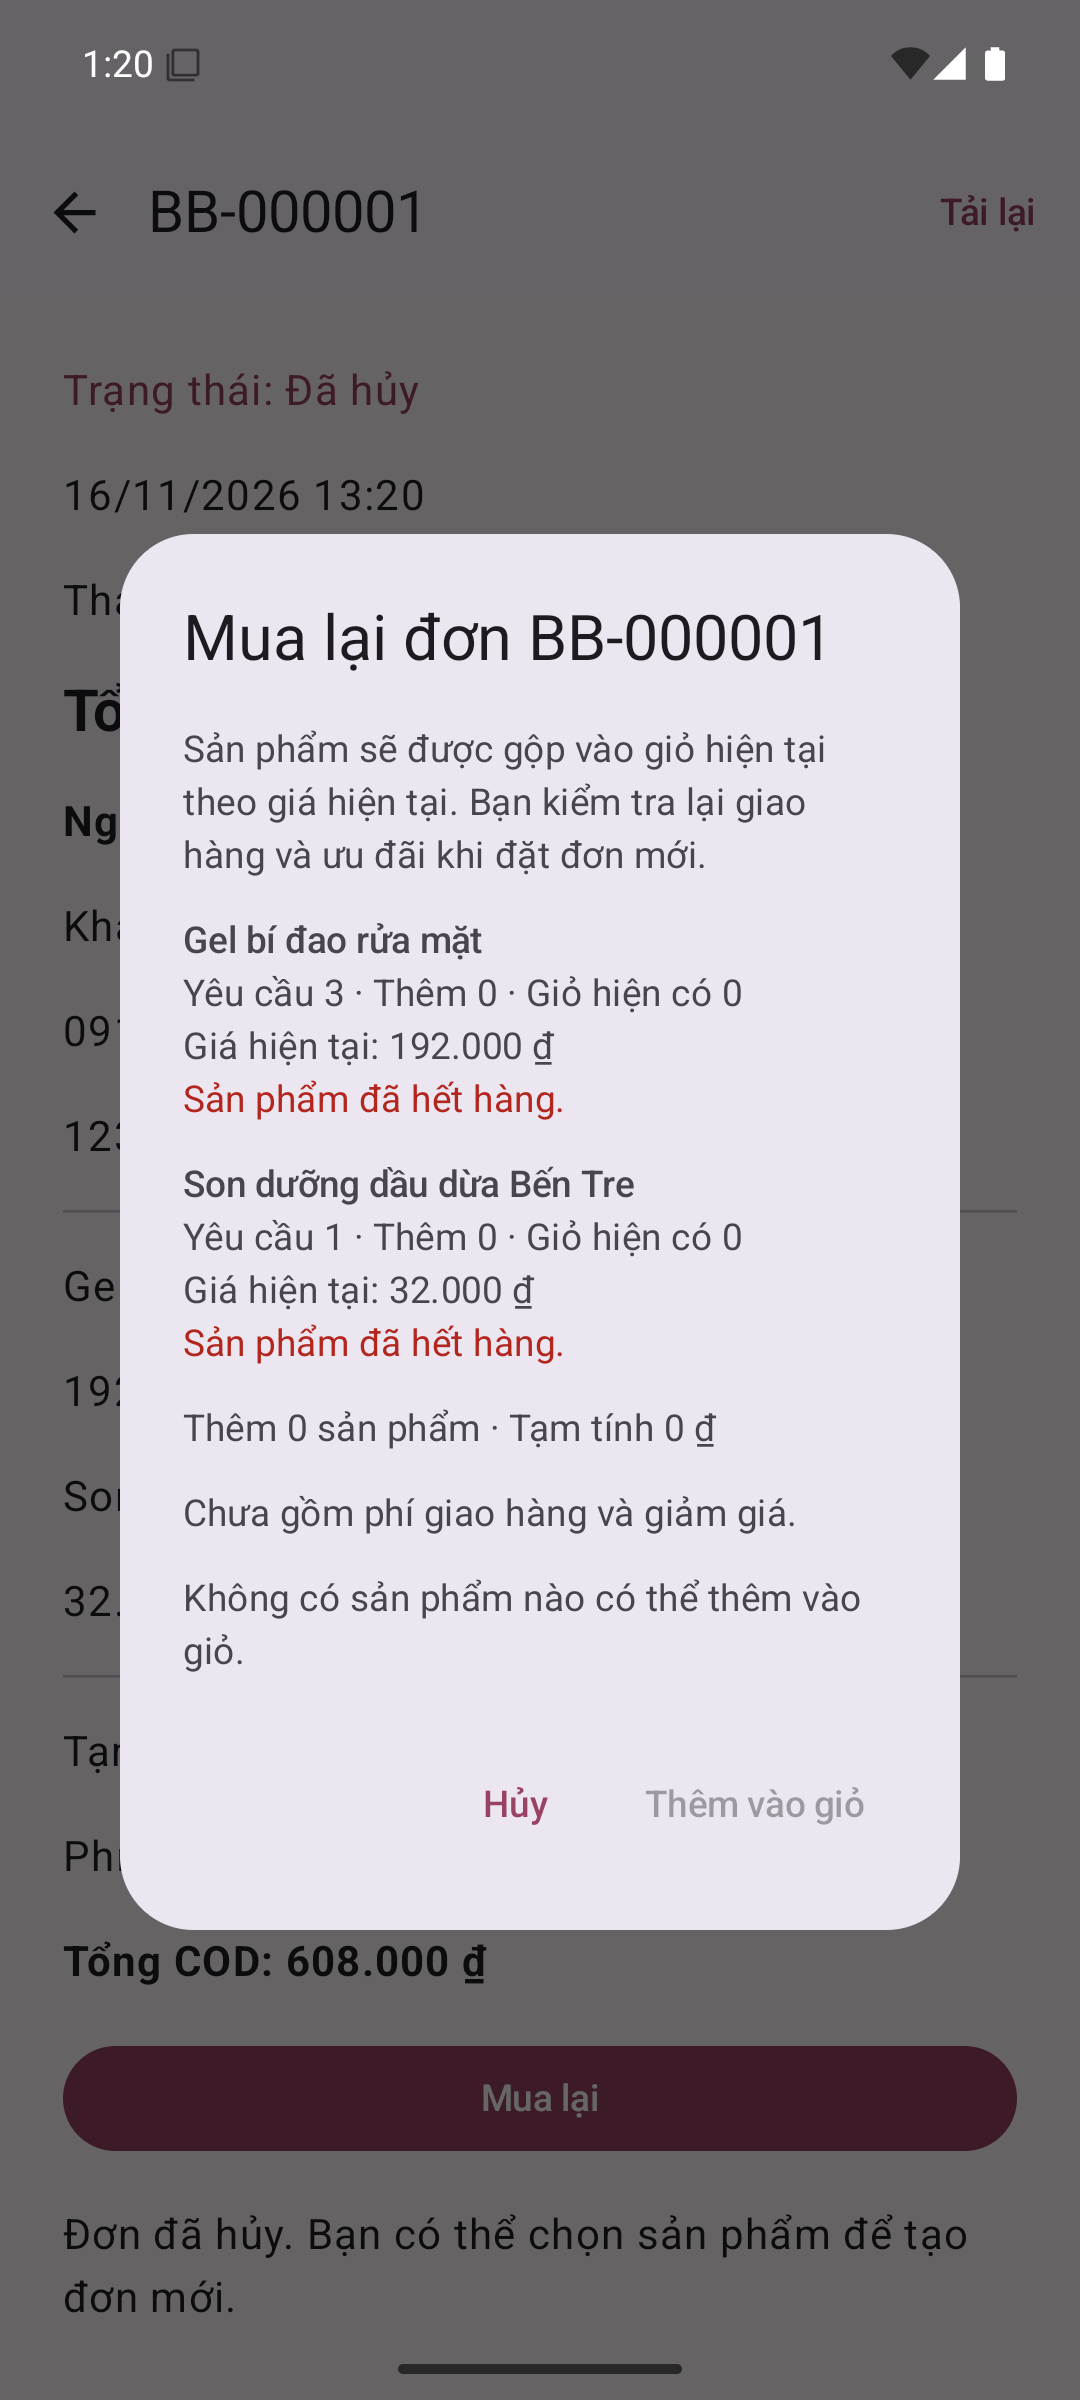 1:20
BB-000001
Tải lại
Trạng thái: Đã hủy
16/11/2026 13:20
Mua lại đơn BB-000001
Sản phẩm sẽ được gộp vào giỏ hiện tại
theo giá hiện tại. Bạn kiểm tra lại giao
hàng và ưu đãi khi đặt đơn mới.
Gel bí đao rửa mặt
Yêu cầu 3 · Thêm 0 · Giỏ hiện có 0
Giá hiện tại: 192.000 ₫
Sản phẩm đã hết hàng.
Son dưỡng dầu dừa Bến Tre
Yêu cầu 1 · Thêm 0 · Giỏ hiện có 0
Giá hiện tại: 32.000 ₫
Sản phẩm đã hết hàng.
Thêm 0 sản phẩm · Tạm tính 0 ₫
Chưa gồm phí giao hàng và giảm giá.
Không có sản phẩm nào có thể thêm vào
giỏ.
Hủy
Thêm vào giỏ
Tổng COD: 608.000 ₫
Mua lại
Đơn đã hủy. Bạn có thể chọn sản phẩm để tạo
đơn mới.